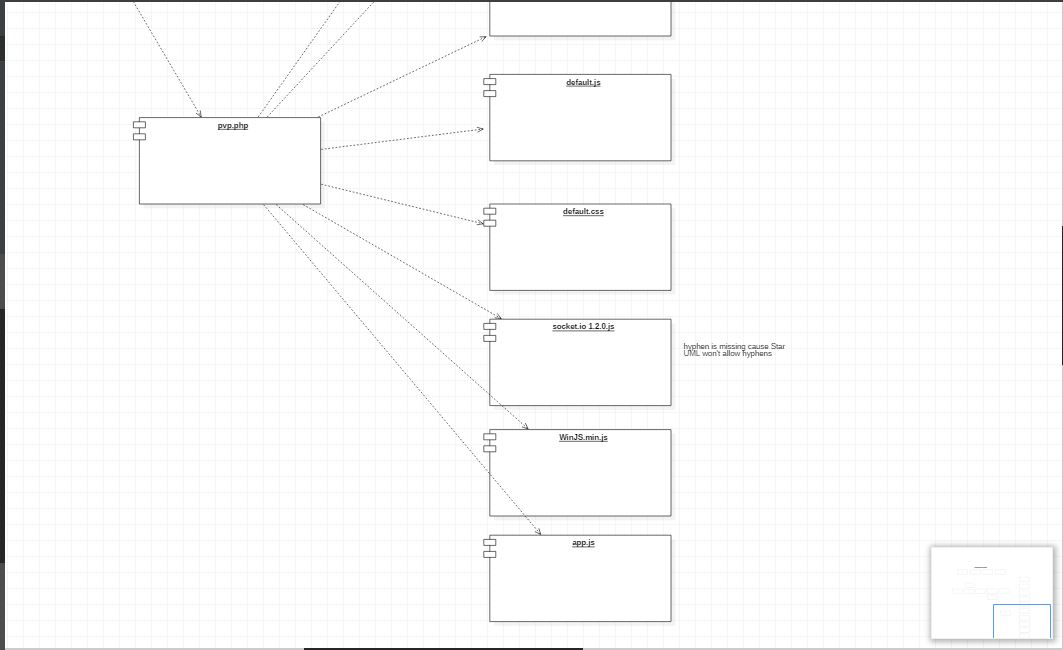 default.js
pvp.php
default.css
socket.io 1.2.0.js
hyphen is missing cause Star
UML won't allow hyphens
WinJS.min.js
app.js